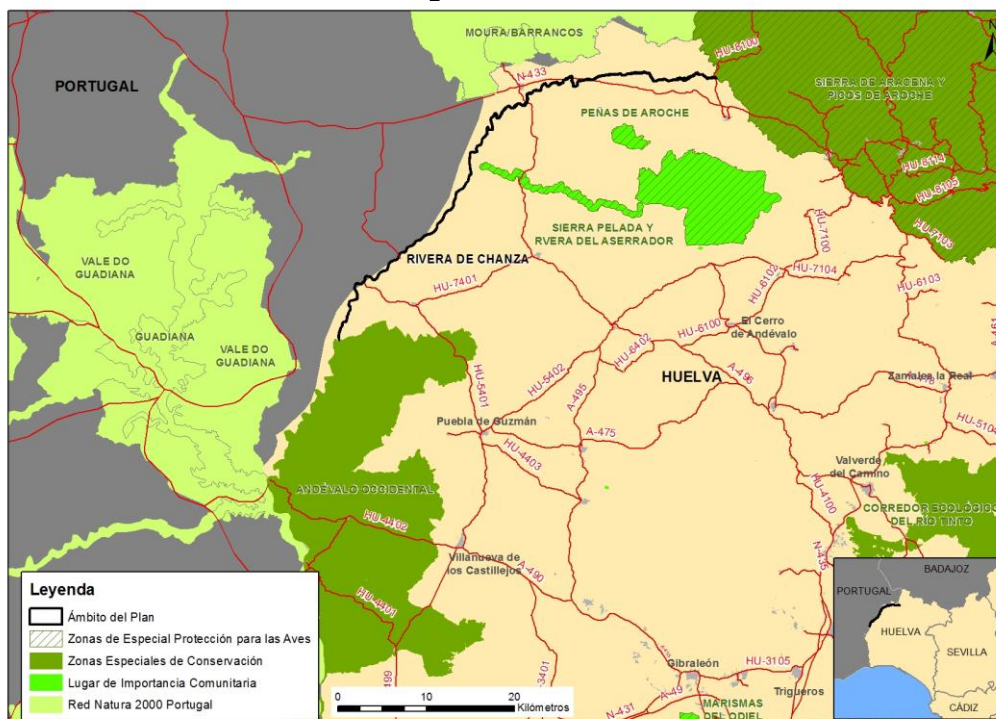 MOURA/BARRANCOS
HU-8100
N
PORTUGAL
N-433
SIERRA DE ARACENA Y
PICOS DE AROCHE
PEÑAS DE AROCHE
HU-8114
HU-8105
SIERRA PELADA Y
RVERA DEL ASERRADOR
HU-7100
HU-7103
VALE DO
GUADIANA
RIVERA DE CHANZA
HU-7401
HU-6102
HU-7104
HU-6103
GUADIANA
VALE DO
GUADIANA
El Cerro
de Andévalo
HU-6100
HU-6402
A-461
HU-5402
HUELVA
A-495
A-496
Zamalea la Real
HU-5401
Puebla de Guzmán
A-475
HU-5104
HU-4403
Valverde
del Camino
ANDÉVALO OCCIDENTAL
HU-4100
CORREDOR ECOLÓGICO
DEL RÍO TINTO
HU-4402
N-435
Villanueva de
los Castillejos
A-490
BADAJOZ
PORTUGAL
HUELVA
SEVILLA
CÁDIZ
HU-4401
Leyenda
Ámbito del Plan
Zonas de Especial Protección para las Aves
Zonas Especiales de Conservación
Lugar de Importancia Comunitaria
Red Natura 2000 Portugal
Gibraleón
HU-3105
Trigueros
A-49
N-431
MARISMAS
DEL ODIEL
0 10 20
Kilómetros